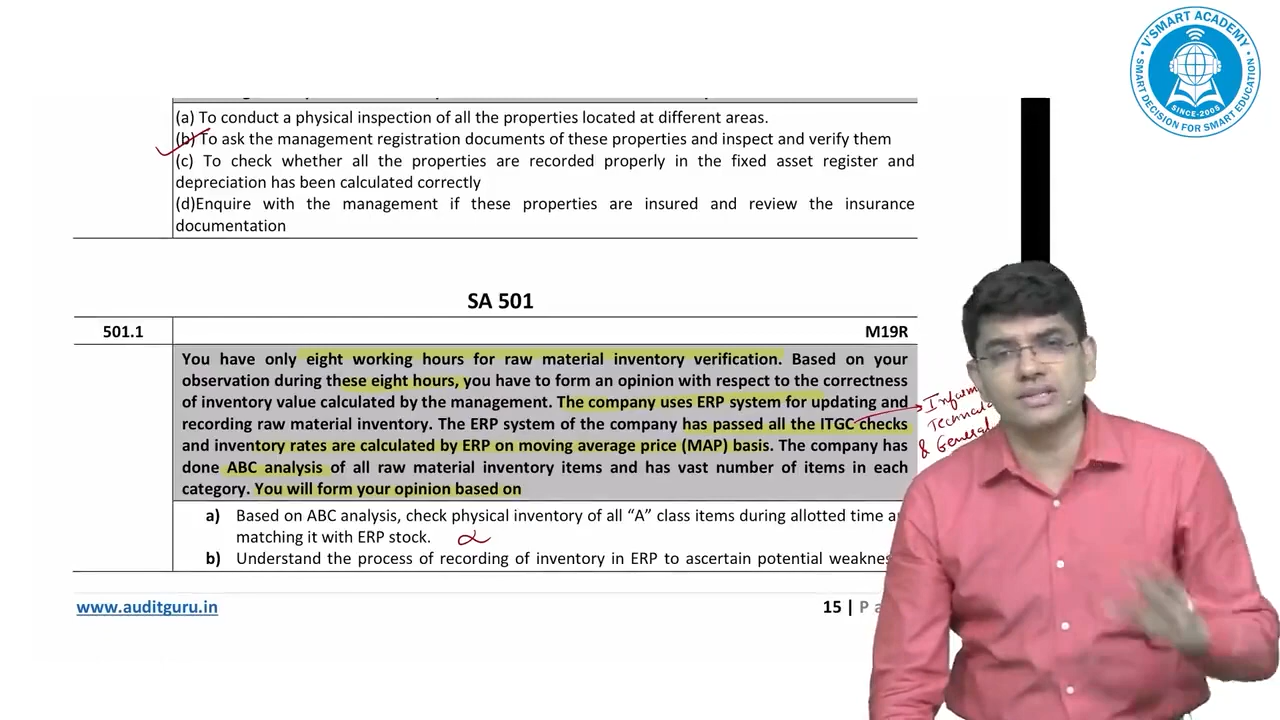 V'SMART ACADEMY
SMART DECISION FOR SMART EDUCATION
SINCE-2005
(a) To conduct a physical inspection of all the properties located at different areas.
(b) To ask the management registration documents of these properties and inspect and verify them
(c) To check whether all the properties are recorded properly in the fixed asset register and
depreciation has been calculated correctly
(d)Enquire with the management if these properties are insured and review the insurance
documentation
SA 501
501.1 M19R
You have only eight working hours for raw material inventory verification. Based on your
observation during these eight hours, you have to form an opinion with respect to the correctness
of inventory value calculated by the management. The company uses ERP system for updating and
recording raw material inventory. The ERP system of the company has passed all the ITGC checks
and inventory rates are calculated by ERP on moving average price (MAP) basis. The company has
done ABC analysis of all raw material inventory items and has vast number of items in each
category. You will form your opinion based on
& General
a) Based on ABC analysis, check physical inventory of all "A" class items during allotted time
matching it with ERP stock.
b) Understand the process of recording of inventory in ERP to ascertain potential
www.auditguru.in 15 |